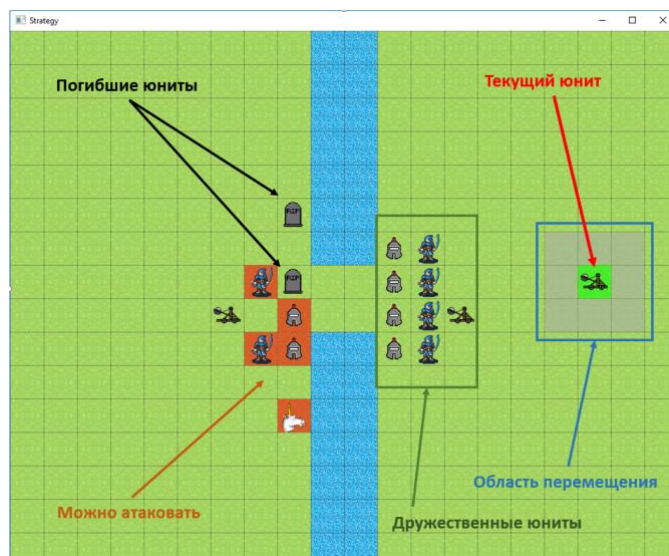 Strategy
Погибшие юниты
Текущий юнит
RIP
RIP
Область перемещения
Можно атаковать
Дружественные юниты